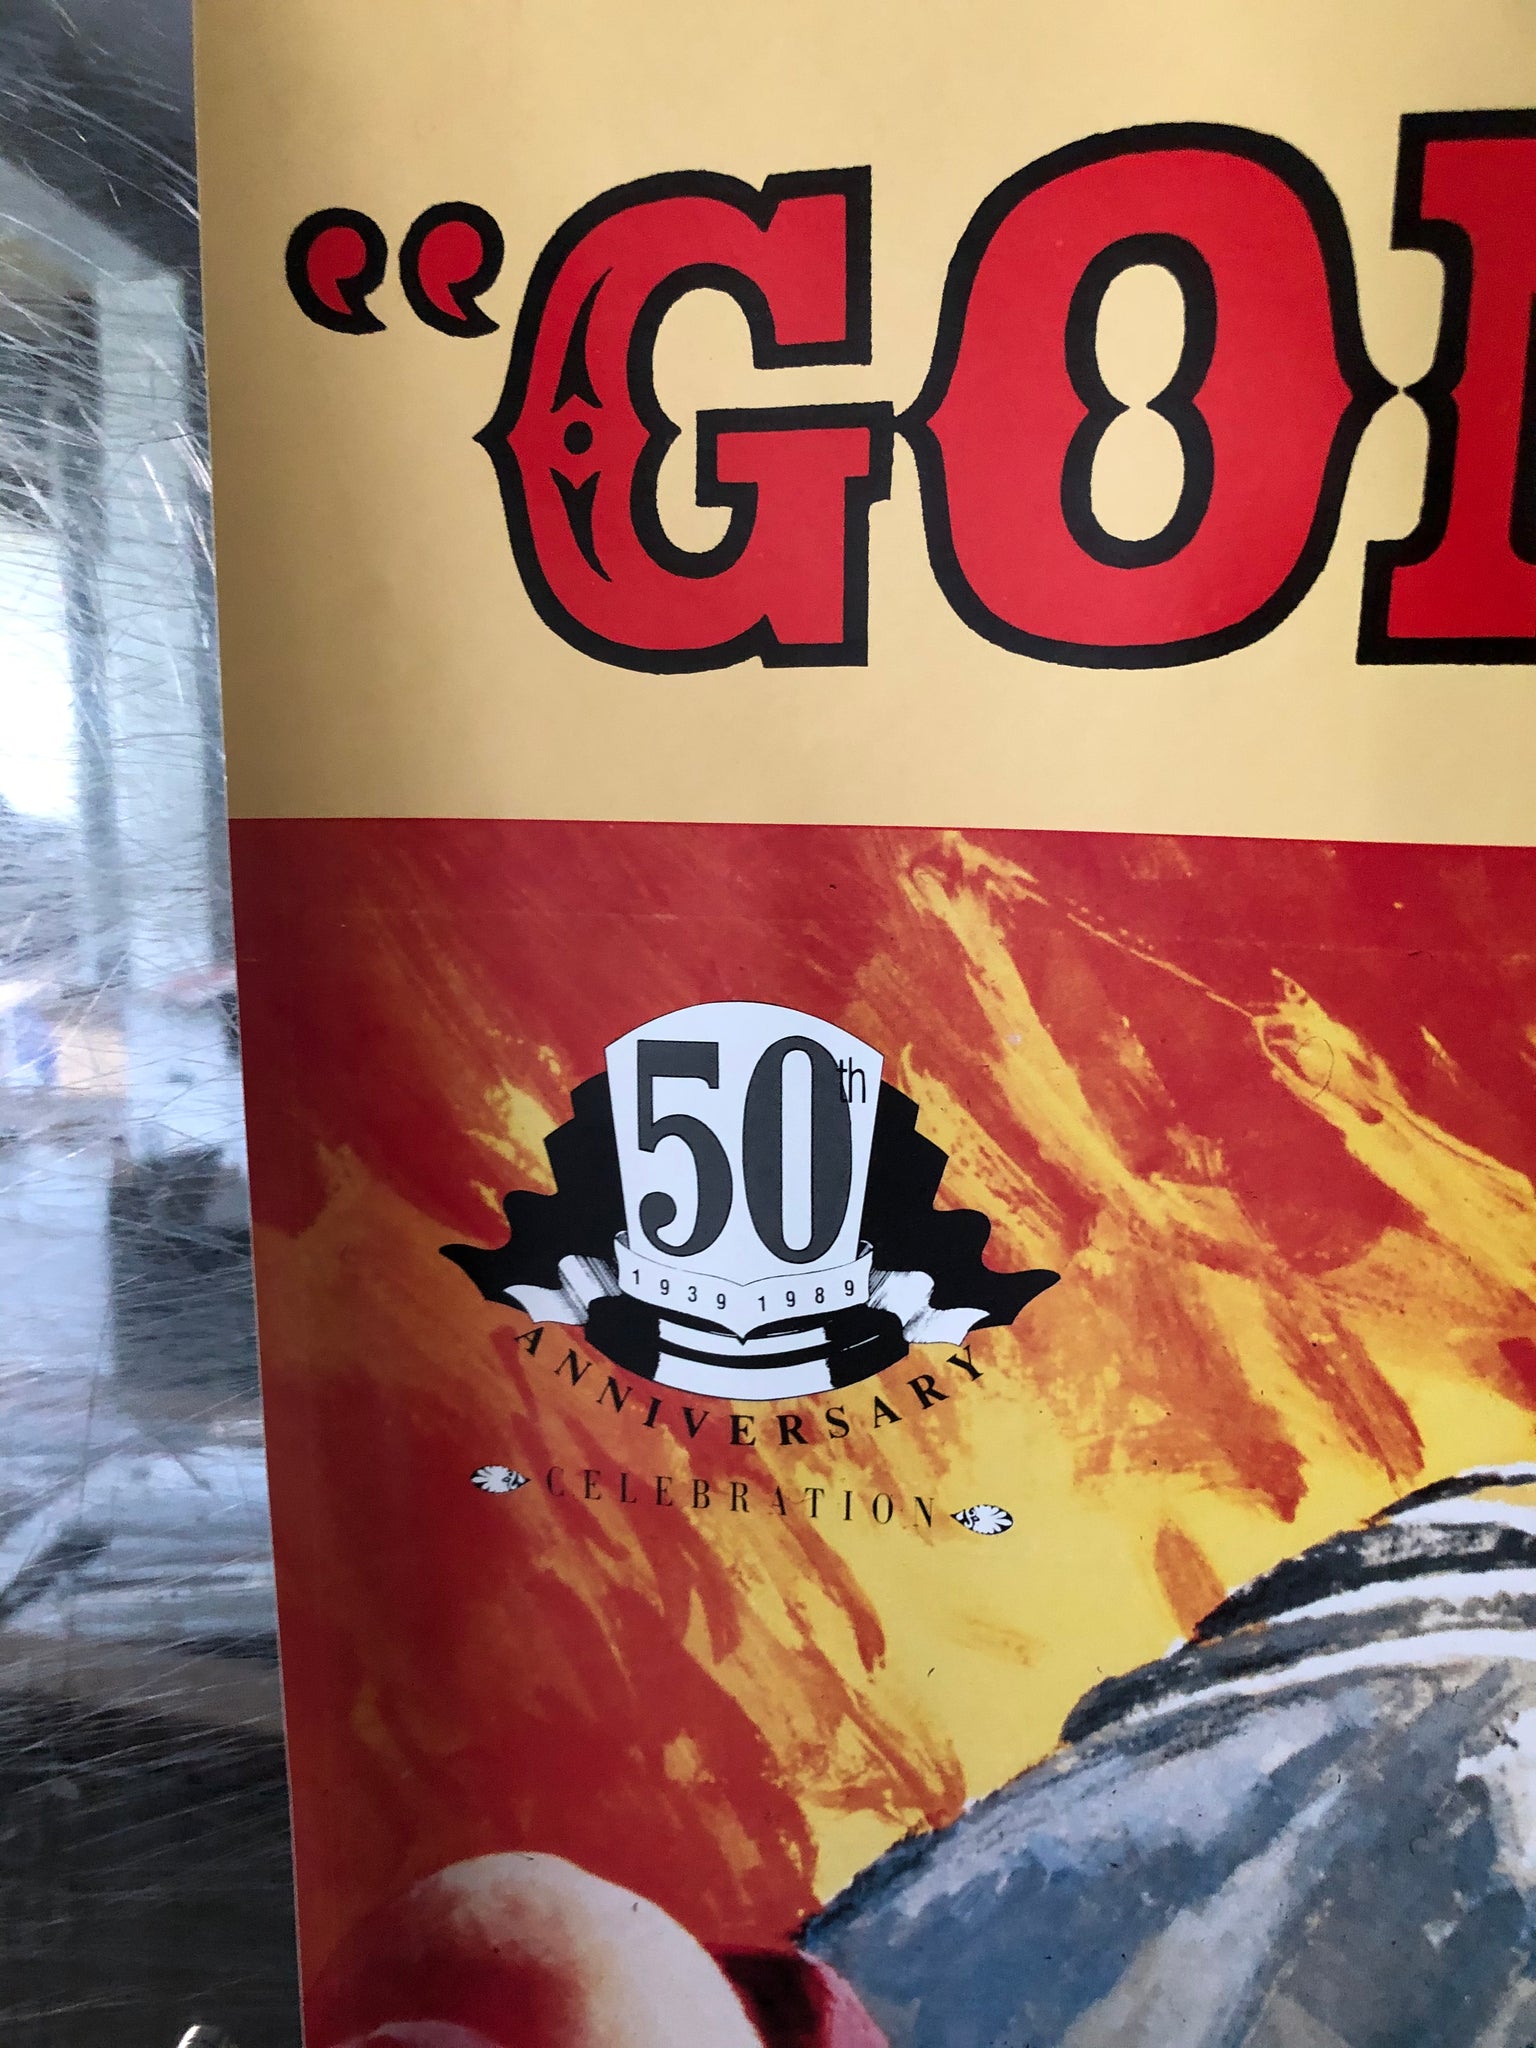 “GO
50th
1939 1989
ANNIVERSARY
CELEBRATION